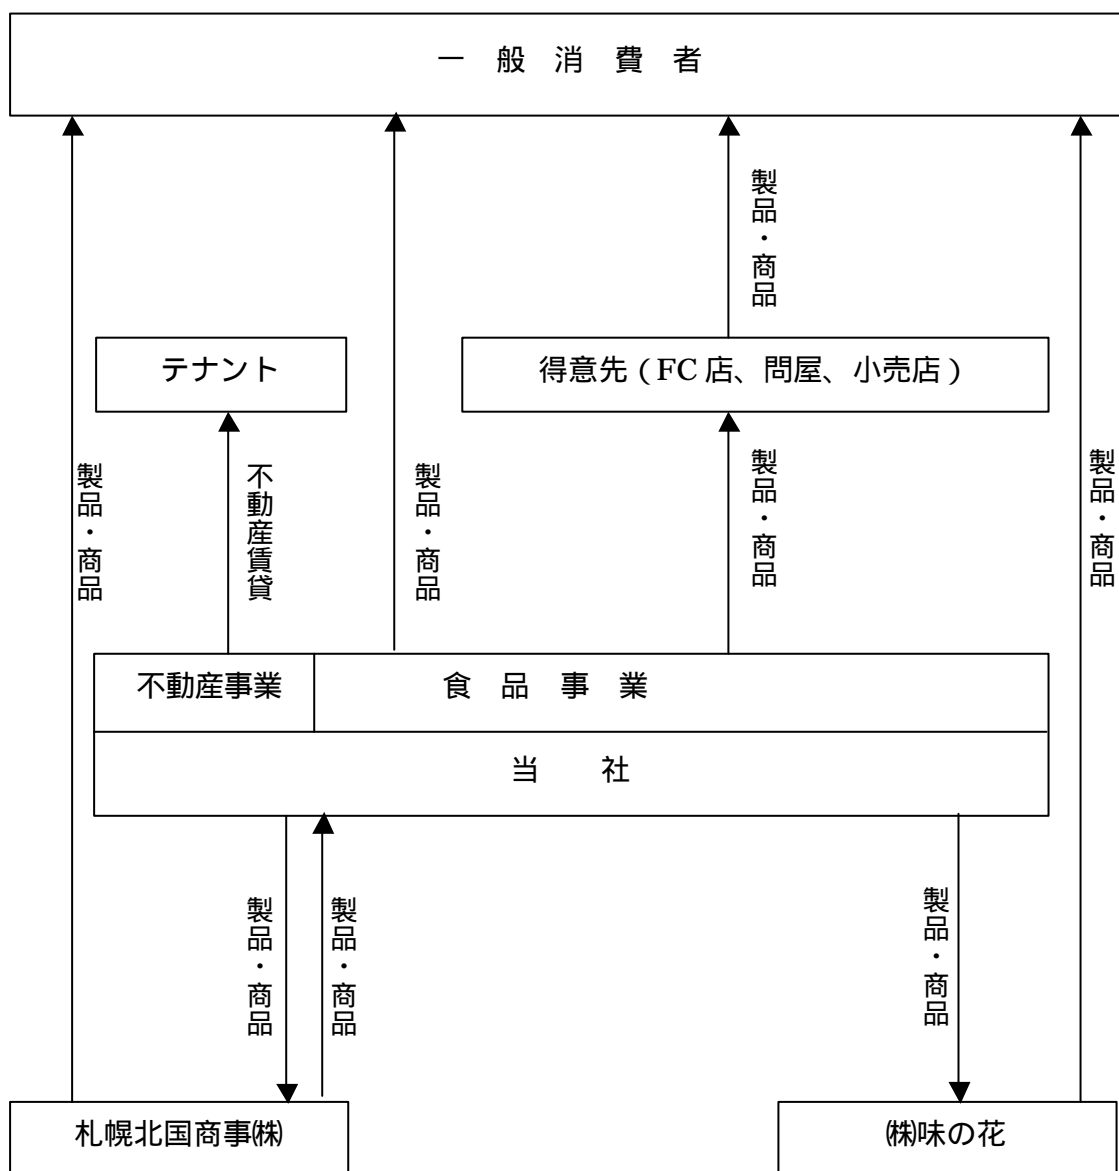 一 般 消 費 者
製品・商品
テナント
得意先（FC 店、問屋、小売店）
製品・商品
不動産賃貸
製品・商品
製品・商品
製品・商品
不動産事業
食 品 事 業
当 社
製品・商品
製品・商品
製品・商品
札幌北国商事㈱
㈱味の花